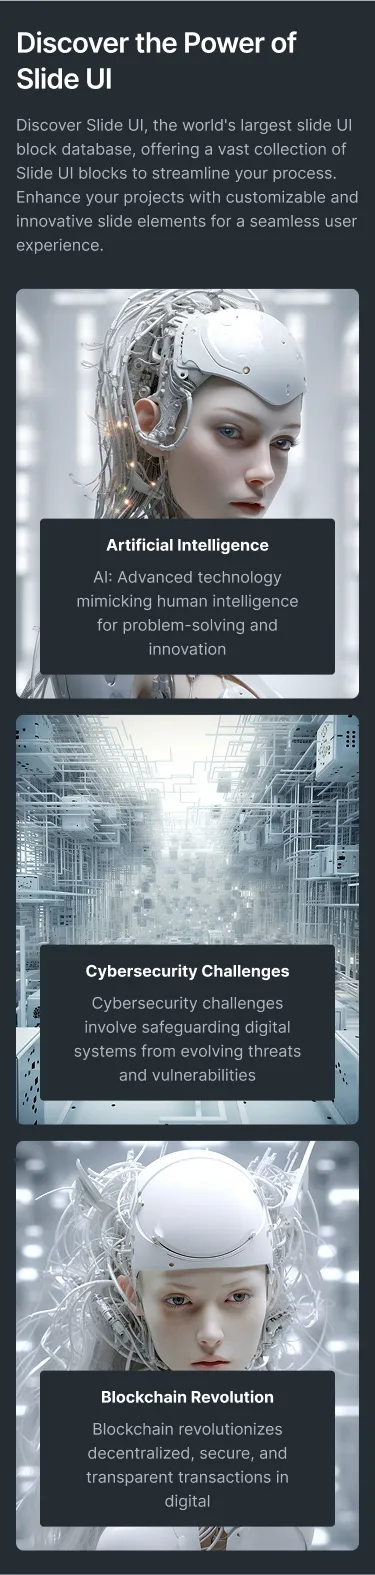 Discover the Power of
Slide UI
Discover Slide UI, the world's largest slide UI
block database, offering a vast collection of
Slide UI blocks to streamline your process.
Enhance your projects with customizable and
innovative slide elements for a seamless user
experience.
Artificial Intelligence
AI: Advanced technology
mimicking human intelligence
for problem-solving and
innovation
Cybersecurity Challenges
Cybersecurity challenges
involve safeguarding digital
systems from evolving threats
and vulnerabilities
Blockchain Revolution
Blockchain revolutionizes
decentralized, secure, and
transparent transactions in
digital